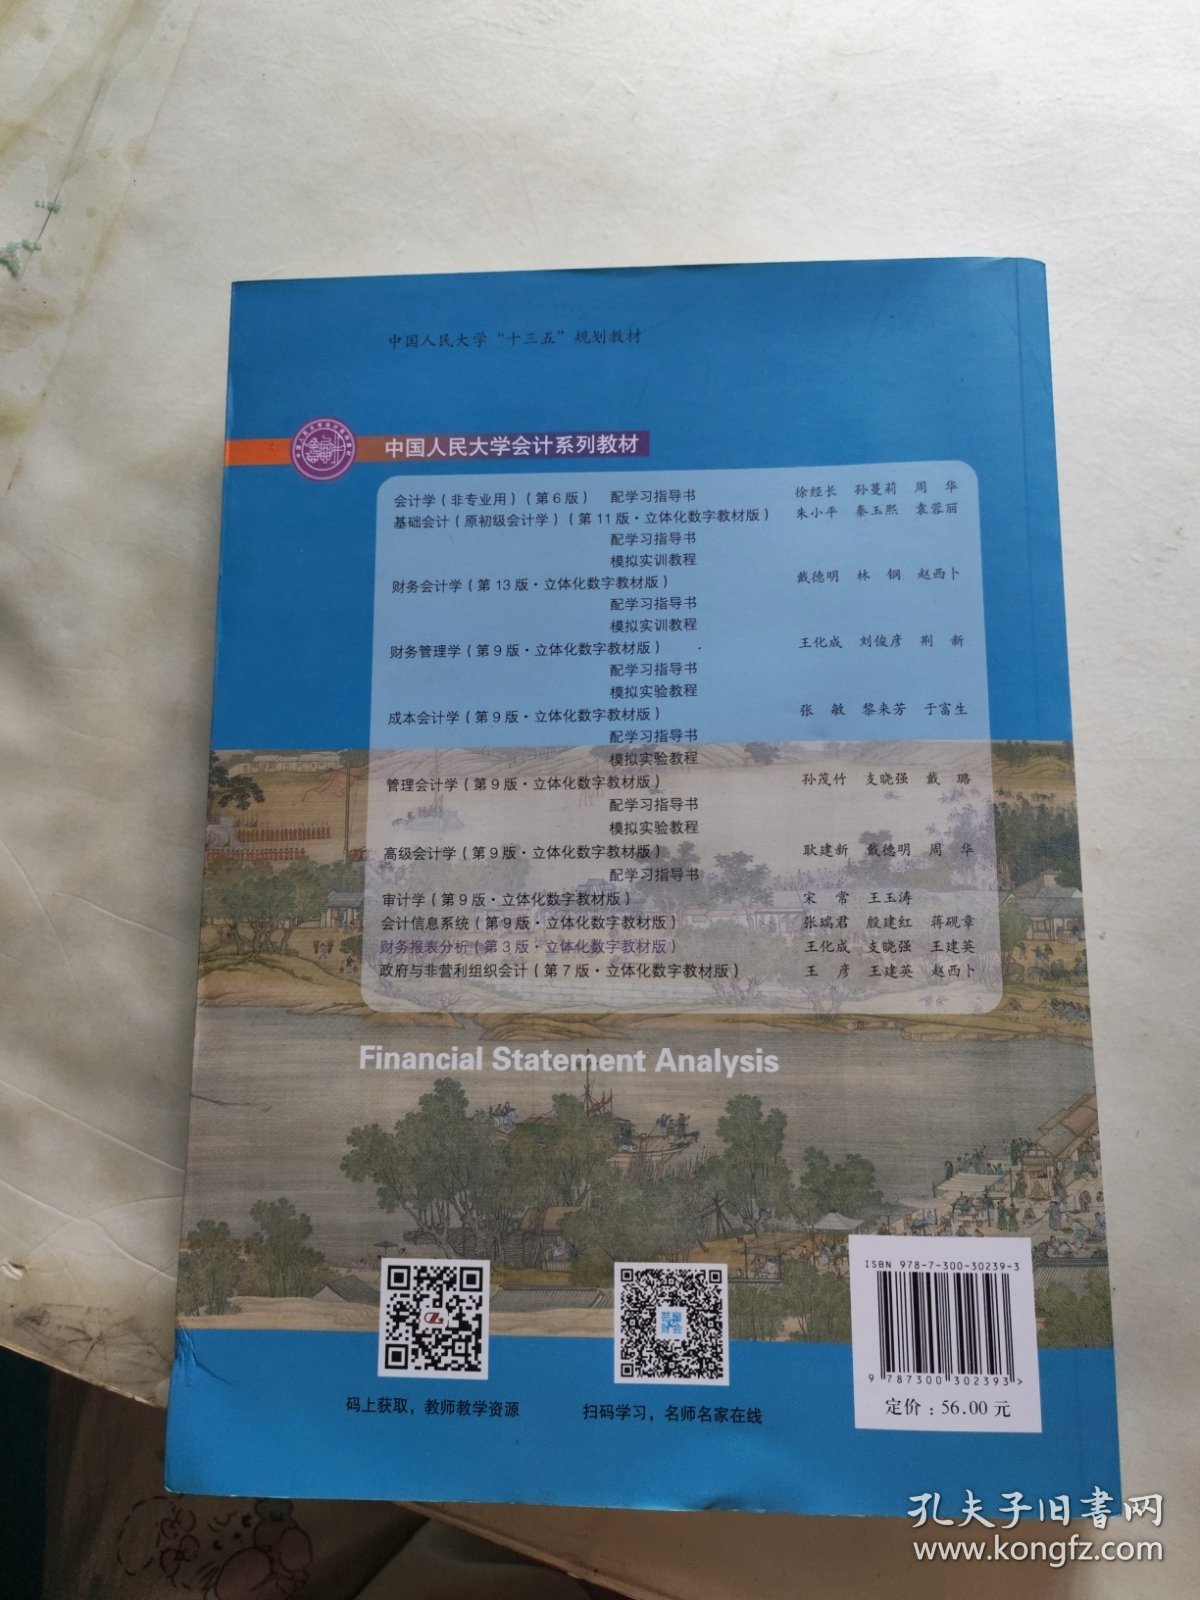 中国人民大学“十三五”规划教材
中国人民大学会计系列教材
会计学（非专业用）（第6版） 配学习指导书 徐经长 孙蔓莉 周 华
基础会计（原初级会计学）（第11版·立体化数字教材版） 朱小平 秦玉熙 袁蓉丽
配学习指导书
模拟实训教程
财务会计学（第13版·立体化数字教材版） 戴德明 林 钢 赵西卜
配学习指导书
模拟实训教程
财务管理学（第9版·立体化数字教材版） 王化成 刘俊彦 荆 新
配学习指导书
模拟实验教程
成本会计学（第9版·立体化数字教材版） 张 敏 黎来芳 于富生
配学习指导书
模拟实验教程
管理会计学（第9版·立体化数字教材版） 孙茂竹 支晓强 戴 璐
配学习指导书
模拟实验教程
高级会计学（第9版·立体化数字教材版） 耿建新 戴德明 周 华
配学习指导书
审计学（第9版·立体化数字教材版） 宋 常 王玉涛
会计信息系统（第9版·立体化数字教材版） 张瑞君 殷建红 蒋砚章
财务报表分析（第3版·立体化数字教材版） 王化成 支晓强 王建英
政府与非营利组织会计（第7版·立体化数字教材版） 王 彦 王建英 赵西卜
Financial Statement Analysis
ISBN 978-7-300-30239-3
9 787300 302393>
定价：56.00元
码上获取，教师教学资源
扫码学习，名师名家在线
孔夫子旧书网
www.kongfz.com